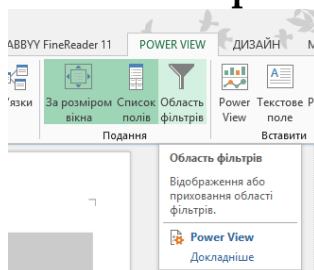 ABBYY FineReader 11 POWER VIEW ДИЗАЙН
За розміром вікна
Список полів
Область фільтрів
Power View
Текстове поле
Подання
Вставити
Область фільтрів
Відображення або
приховання області
фільтрів.
Power View
Докладніше